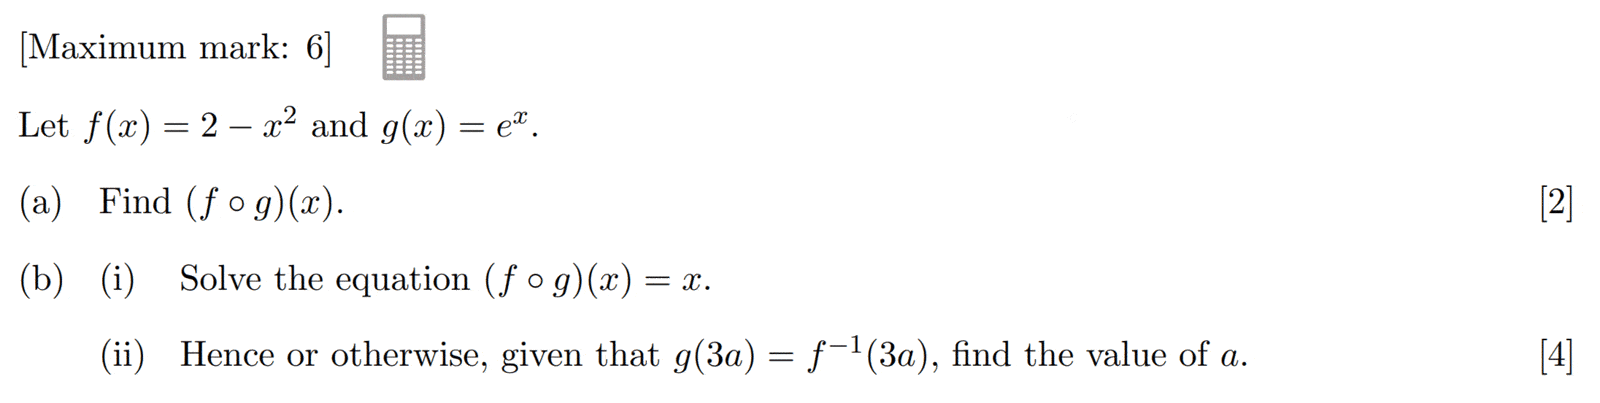 [Maximum mark: 6]
Let f(x) = 2 − x² and g(x) = eˣ.
(a) Find (f ∘ g)(x). [2]
(b) (i) Solve the equation (f ∘ g)(x) = x.
(ii) Hence or otherwise, given that g(3a) = f⁻¹(3a), find the value of a. [4]